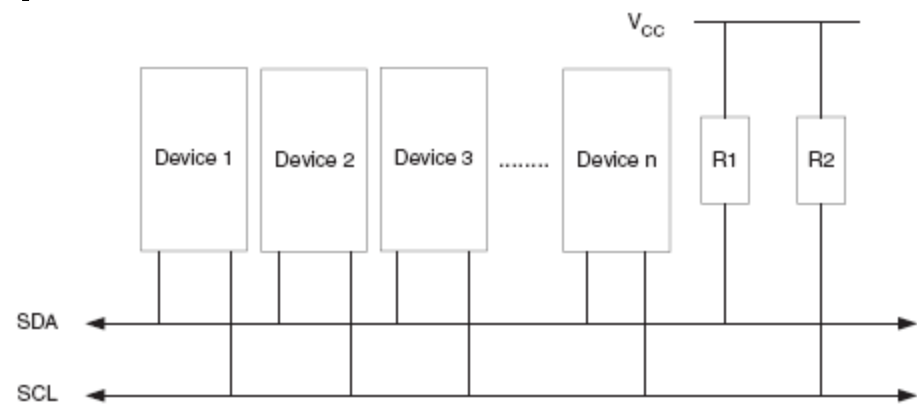 VCC
Device 1 Device 2 Device 3 ........ Device n R1 R2
SDA
SCL